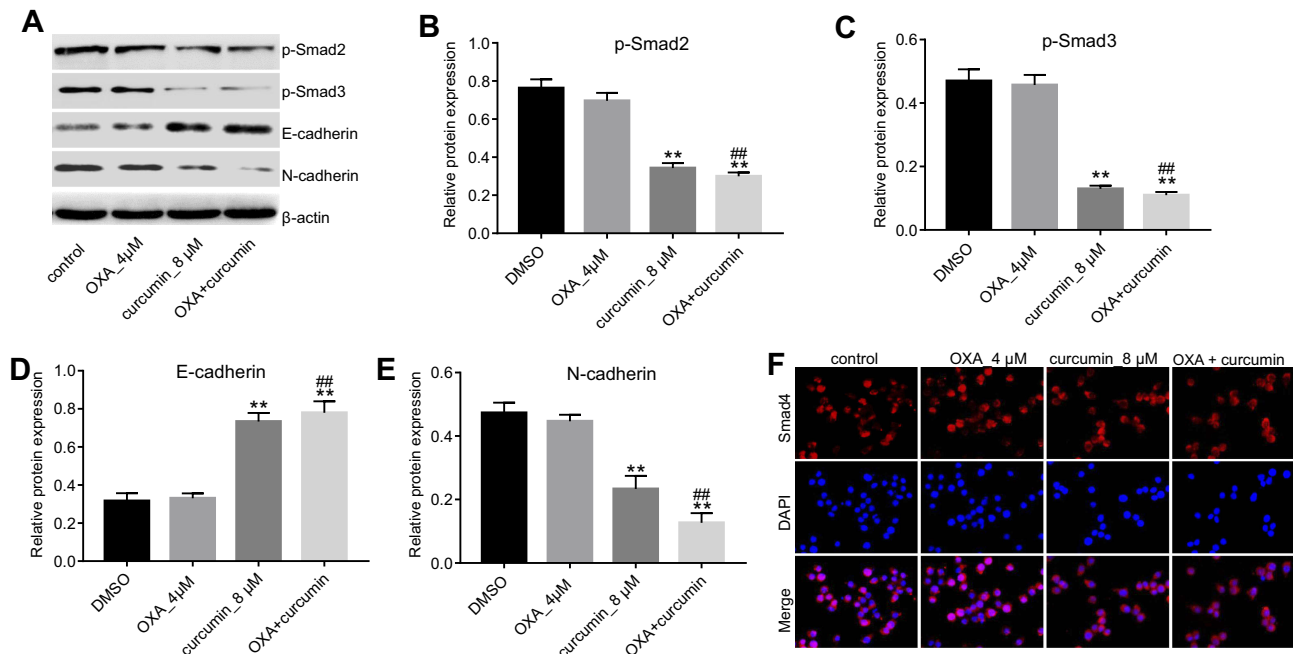 A
p-Smad2
p-Smad3
E-cadherin
N-cadherin
β-actin
control
OXA_4μM
curcumin_8 μM
OXA+curcumin
B
p-Smad2
Relative protein expression
1.0
0.8
0.6
0.4
0.2
0.0
**
##
**
DMSO
OXA_4μM
curcumin_8 μM
OXA+curcumin
C
p-Smad3
Relative protein expression
0.6
0.4
0.2
0.0
**
##
**
DMSO
OXA_4μM
curcumin_8 μM
OXA+curcumin
D
E-cadherin
Relative protein expression
1.0
0.8
0.6
0.4
0.2
0.0
**
##
**
DMSO
OXA_4μM
curcumin_8 μM
OXA+curcumin
E
N-cadherin
Relative protein expression
0.6
0.4
0.2
0.0
**
##
**
DMSO
OXA_4μM
curcumin_8 μM
OXA+curcumin
F
control
OXA_4 μM
curcumin_8 μM
OXA + curcumin
Smad4
DAPI
Merge